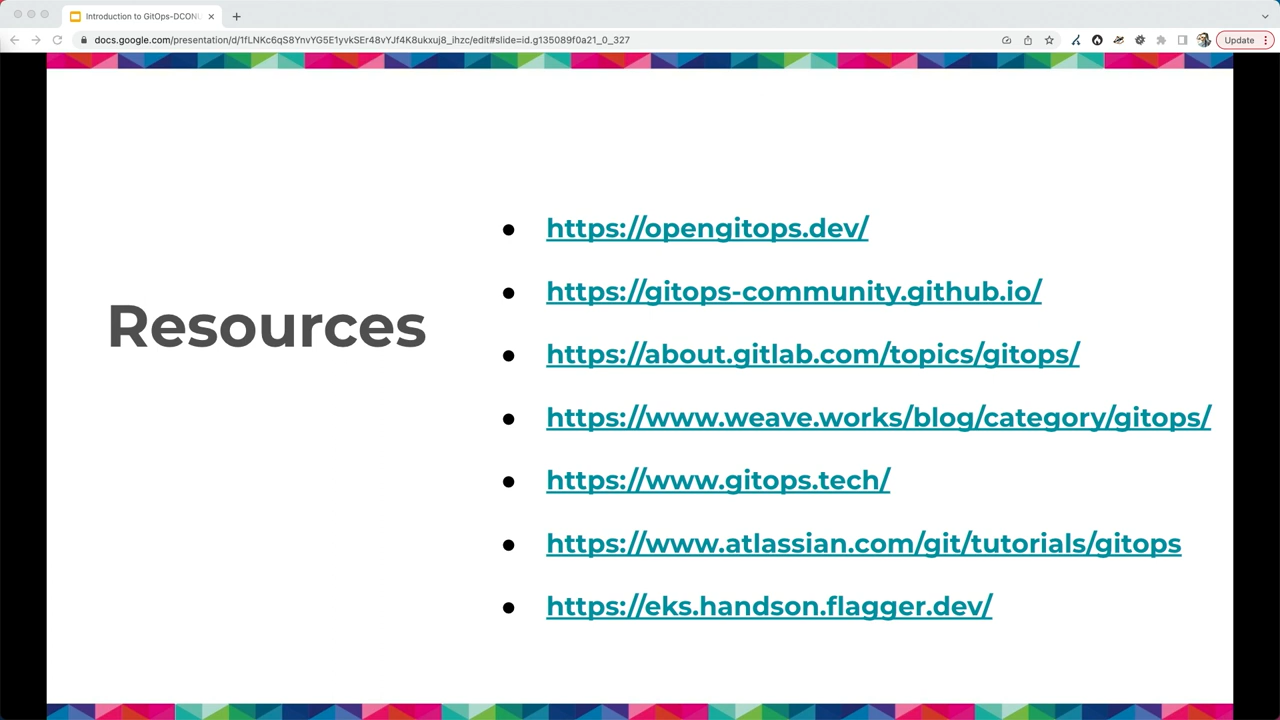 Introduction to GitOps-DCON
docs.google.com/presentation/d/1fLNKc6qS8YnvYG5E1yvkSEr48vYJf4K8ukxuj8_ihzc/edit#slide=id.g135089f0a21_0_327
Update
Resources
● https://opengitops.dev/
● https://gitops-community.github.io/
● https://about.gitlab.com/topics/gitops/
● https://www.weave.works/blog/category/gitops/
● https://www.gitops.tech/
● https://www.atlassian.com/git/tutorials/gitops
● https://eks.handson.flagger.dev/